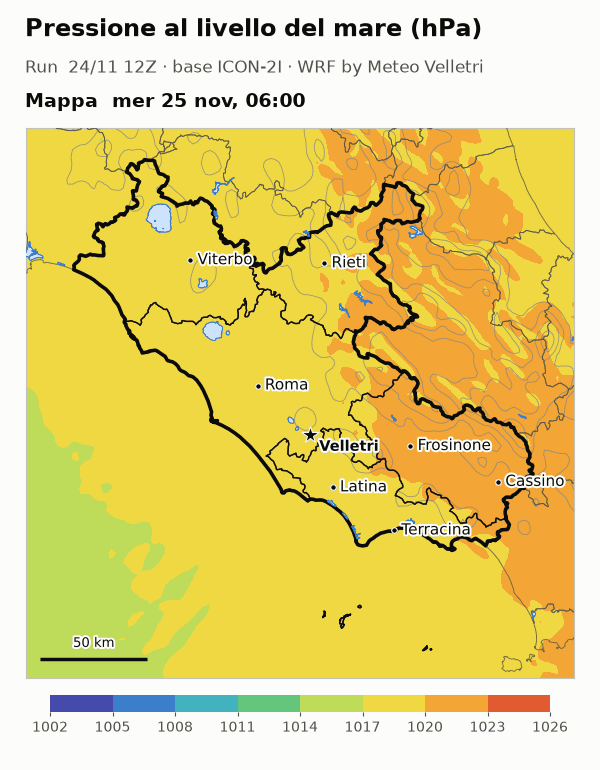 Pressione al livello del mare (hPa)
Run  24/11 12Z · base ICON-2I · WRF by Meteo Velletri
Mappa  mer 25 nov, 06:00
Viterbo
Rieti
Roma
Velletri
Frosinone
Cassino
Latina
Terracina
50 km
1002 1005 1008 1011 1014 1017 1020 1023 1026